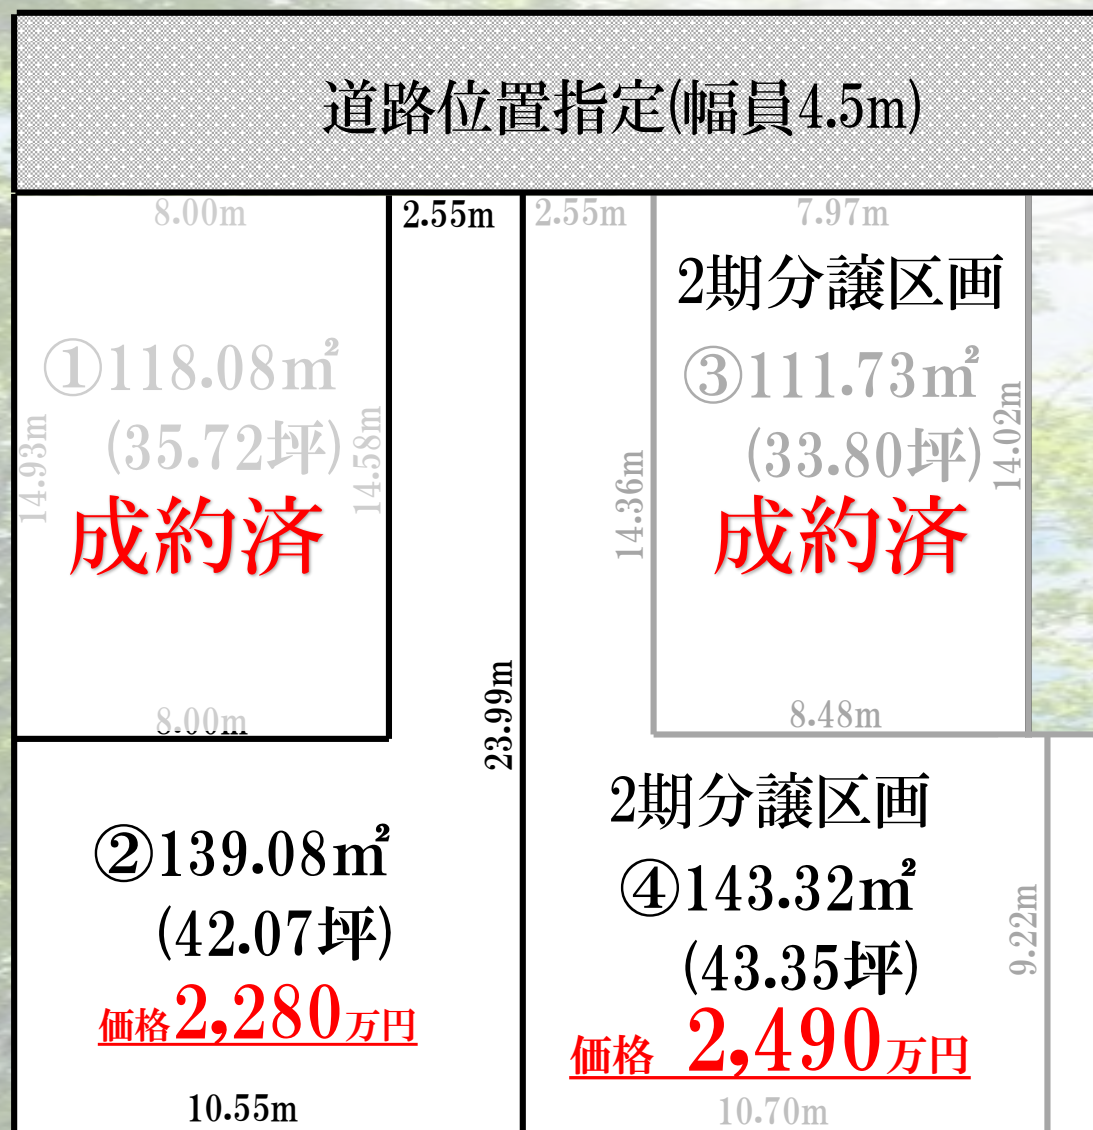 道路位置指定(幅員4.5m)
8.00m
2.55m
2.55m
7.97m
2期分譲区画
①118.08㎡
(35.72坪)
14.93m
14.58m
成約済
8.00m
③111.73㎡
(33.80坪)
14.36m
14.02m
成約済
8.48m
23.99m
②139.08㎡
(42.07坪)
価格2,280万円
10.55m
2期分譲区画
④143.32㎡
(43.35坪)
9.22m
価格 2,490万円
10.70m